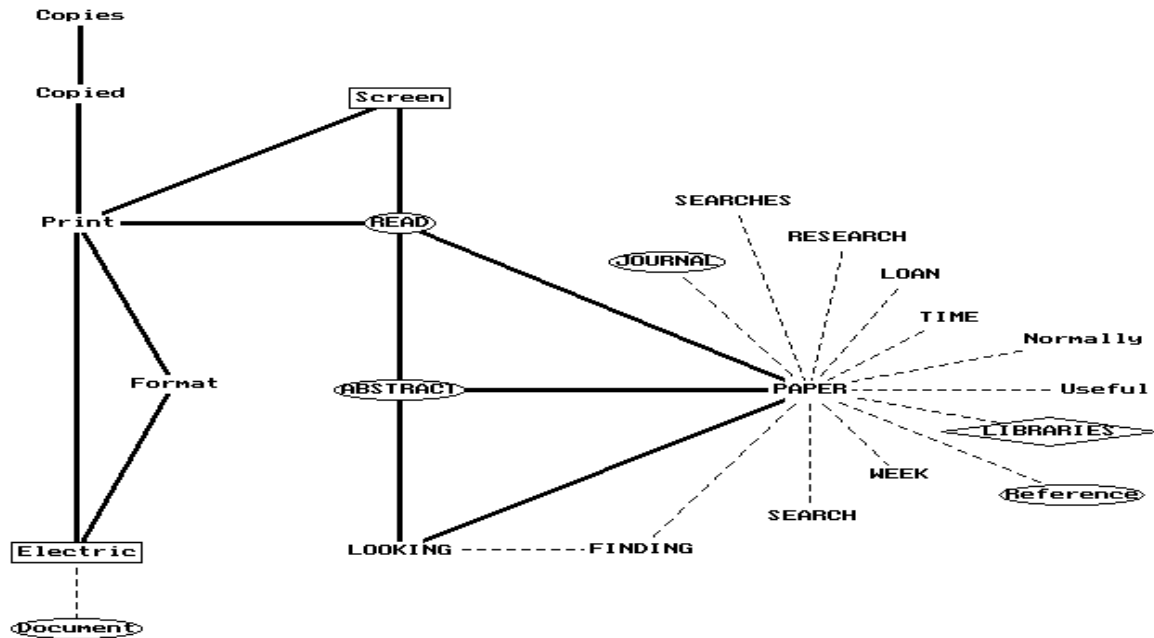 Copies
Copied
Screen
SEARCHES
Print
READ
RESEARCH
JOURNAL
LOAN
TIME
Normally
Format
ABSTRACT
PAPER
Useful
LIBRARIES
WEEK
Reference
SEARCH
Electric
LOOKING
FINDING
Document